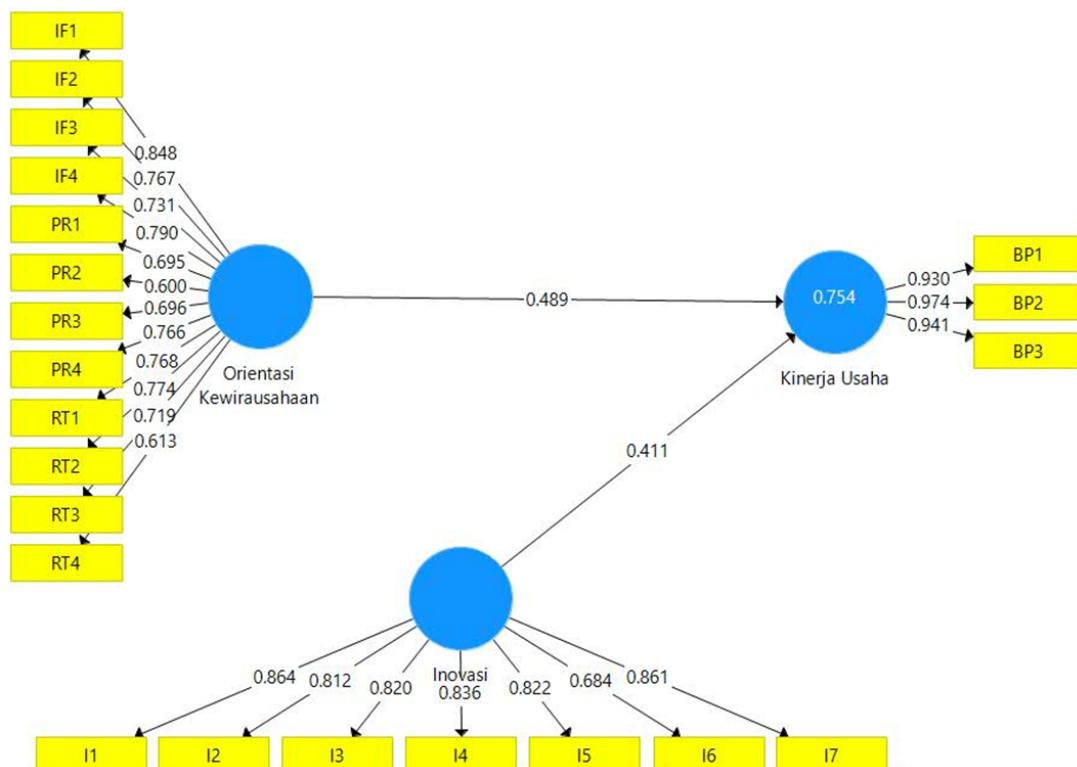 IF1
IF2
IF3
IF4
PR1
PR2
PR3
PR4
RT1
RT2
RT3
RT4
0.848
0.767
0.731
0.790
0.695
0.600
0.696
0.766
0.768
0.774
0.719
0.613
Orientasi
Kewirausahaan
0.489
0.754
Kinerja Usaha
0.930
0.974
0.941
BP1
BP2
BP3
0.411
Inovasi
0.864
0.812
0.820
0.836
0.822
0.684
0.861
I1
I2
I3
I4
I5
I6
I7